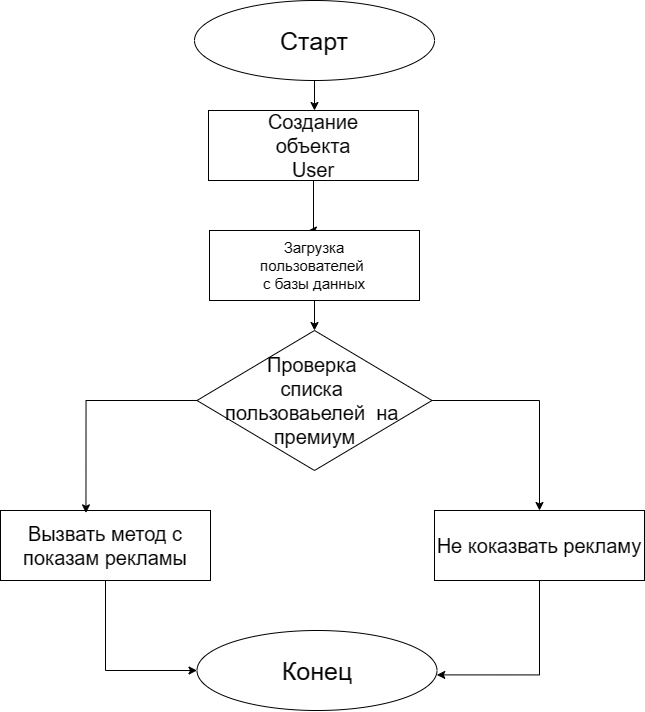 Старт
Создание
объекта
User
Загрузка
пользователей
с базы данных
Проверка
списка
пользоваьелей на
премиум
Вызвать метод с
показам рекламы
Не коказвать рекламу
Конец